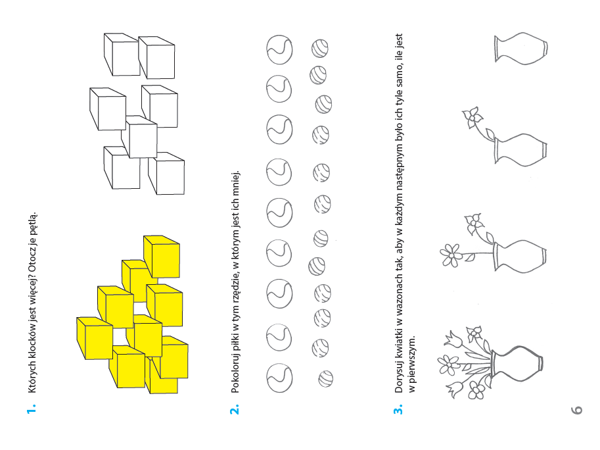 1. Których klocków jest więcej? Otocz je pętlą.
2. Pokoloruj piłki w tym rzędzie, w którym jest ich mniej.
3. Dorysuj kwiatki w wazonach tak, aby w każdym następnym było ich tyle samo, ile jest
w pierwszym.
6